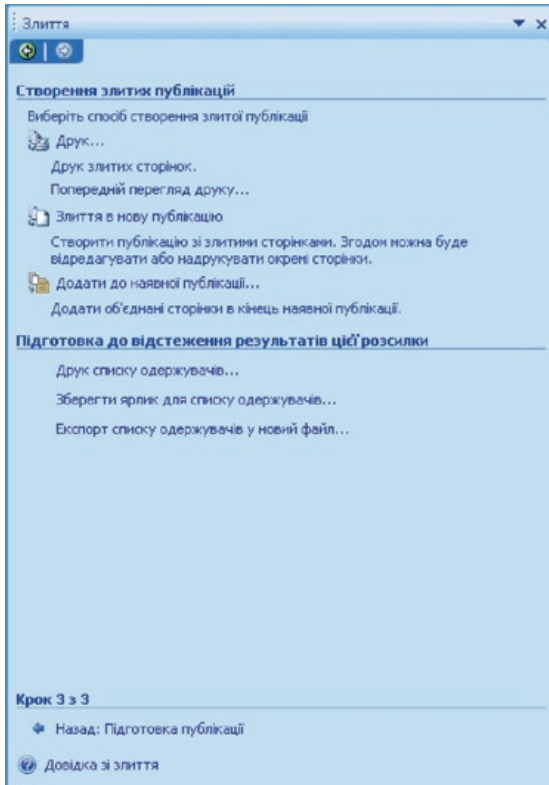 Злиття
Створення злитих публікацій
Виберіть спосіб створення злитої публікації
Друк...
Друк злитих сторінок.
Попередній перегляд друку...
Злиття в нову публікацію
Створити публікацію зі злитими сторінками. Згодом можна буде
відредагувати або надрукувати окремі сторінки.
Додати до наявної публікації...
Додати об'єднані сторінки в кінець наявної публікації.
Підготовка до відстеження результатів цієї розсилки
Друк списку одержувачів...
Зберегти ярлик для списку одержувачів...
Експорт списку одержувачів у новий файл...
Крок 3 з 3
Назад: Підготовка публікації
Довідка зі злиття